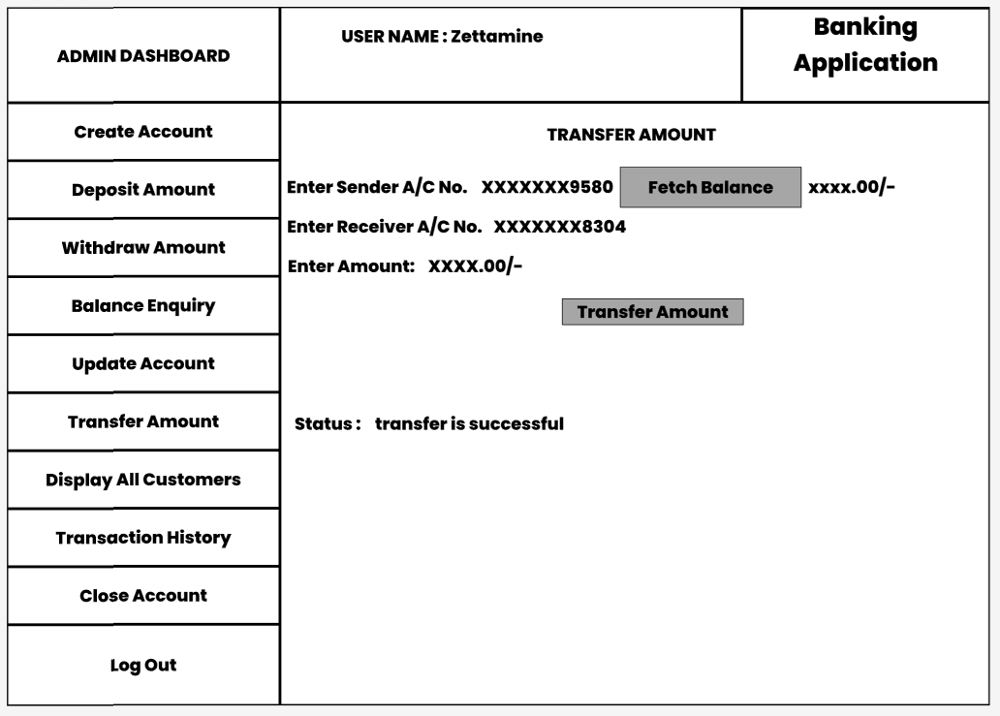 ADMIN DASHBOARD
USER NAME : Zettamine
Banking
Application
Create Account
Deposit Amount
Withdraw Amount
Balance Enquiry
Update Account
Transfer Amount
Display All Customers
Transaction History
Close Account
Log Out
TRANSFER AMOUNT
Enter Sender A/C No. XXXXXXX9580 Fetch Balance xxxx.00/-
Enter Receiver A/C No. XXXXXXX8304
Enter Amount: XXXX.00/-
Transfer Amount
Status : transfer is successful